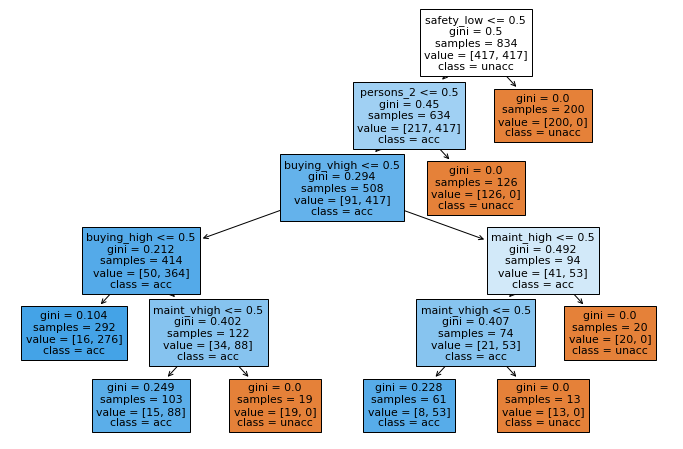 safety_low <= 0.5
gini = 0.5
samples = 834
value = [417, 417]
class = unacc
persons_2 <= 0.5
gini = 0.45
samples = 634
value = [217, 417]
class = acc
gini = 0.0
samples = 200
value = [200, 0]
class = unacc
buying_vhigh <= 0.5
gini = 0.294
samples = 508
value = [91, 417]
class = acc
gini = 0.0
samples = 126
value = [126, 0]
class = unacc
buying_high <= 0.5
gini = 0.212
samples = 414
value = [50, 364]
class = acc
maint_high <= 0.5
gini = 0.492
samples = 94
value = [41, 53]
class = acc
gini = 0.104
samples = 292
value = [16, 276]
class = acc
maint_vhigh <= 0.5
gini = 0.402
samples = 122
value = [34, 88]
class = acc
maint_vhigh <= 0.5
gini = 0.407
samples = 74
value = [21, 53]
class = acc
gini = 0.0
samples = 20
value = [20, 0]
class = unacc
gini = 0.249
samples = 103
value = [15, 88]
class = acc
gini = 0.0
samples = 19
value = [19, 0]
class = unacc
gini = 0.228
samples = 61
value = [8, 53]
class = acc
gini = 0.0
samples = 13
value = [13, 0]
class = unacc